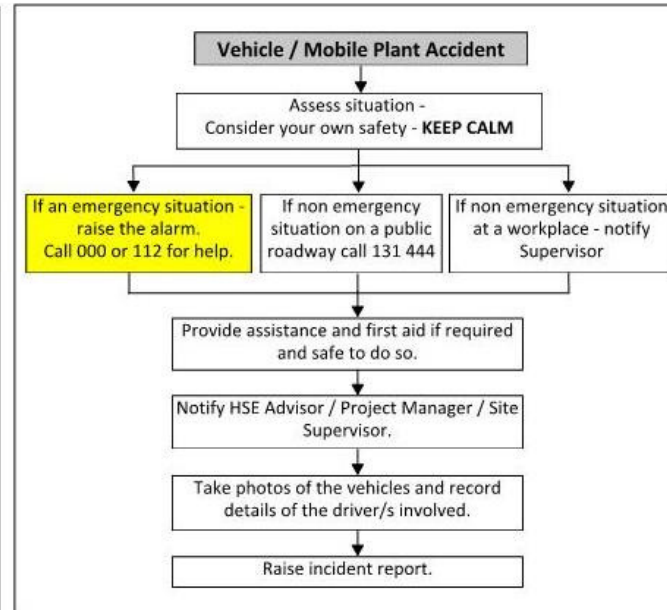 Vehicle / Mobile Plant Accident
Assess situation -
Consider your own safety - KEEP CALM
If an emergency situation -
raise the alarm.
Call 000 or 112 for help.
If non emergency
situation on a public
roadway call 131 444
If non emergency situation
at a workplace - notify
Supervisor
Provide assistance and first aid if required
and safe to do so.
Notify HSE Advisor / Project Manager / Site
Supervisor.
Take photos of the vehicles and record
details of the driver/s involved.
Raise incident report.